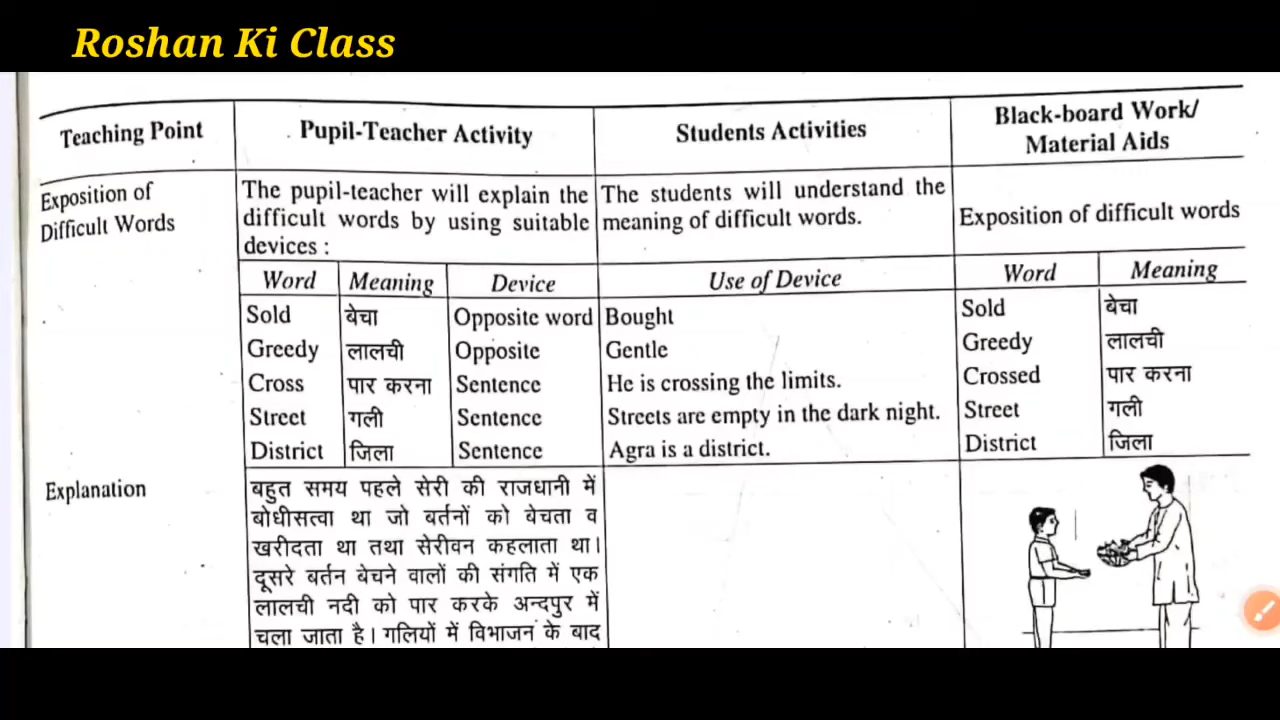 Roshan Ki Class
Teaching Point
Pupil-Teacher Activity
Students Activities
Black-board Work/
Material Aids
Exposition of
Difficult Words
The pupil-teacher will explain the
difficult words by using suitable
devices :
The students will understand the
meaning of difficult words.
Exposition of difficult words
Word Meaning Device Use of Device Word Meaning
Sold बेचा Opposite word Bought Sold बेचा
Greedy लालची Opposite Gentle Greedy लालची
Cross पार करना Sentence He is crossing the limits. Crossed पार करना
Street गली Sentence Streets are empty in the dark night. Street गली
District जिला Sentence Agra is a district. District जिला
Explanation
बहुत समय पहले सेरी की राजधानी में
बोधीसत्वा था जो बर्तनों को बेचता व
खरीदता था तथा सेरीवन कहलाता था।
दूसरे बर्तन बेचने वालों की संगति में एक
लालची नदी को पार करके अन्दपुर में
चला जाता है। गलियों में विभाजन के बाद